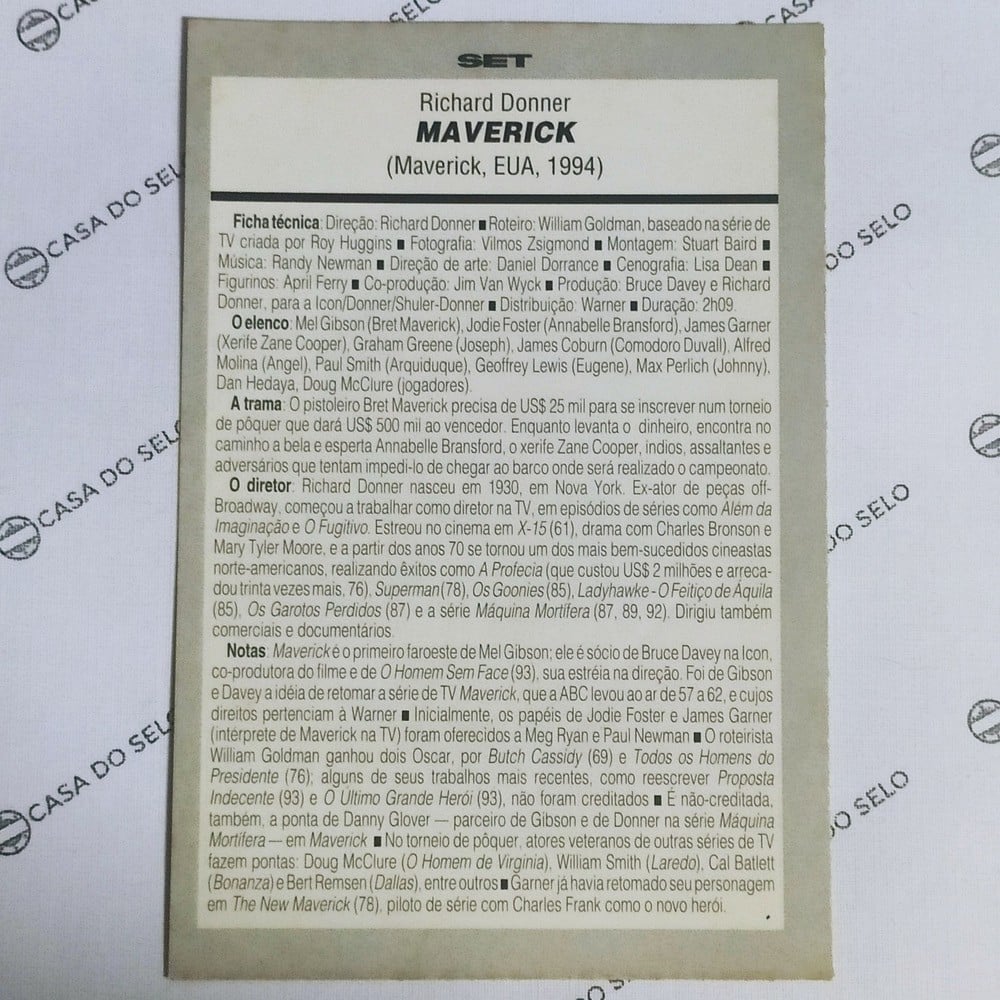 SET
Richard Donner
MAVERICK
(Maverick, EUA, 1994)
Ficha técnica: Direção: Richard Donner ■ Roteiro: William Goldman, baseado na série de
TV criada por Roy Huggins ■ Fotografia: Vilmos Zsigmond ■ Montagem: Stuart Baird ■
Música: Randy Newman ■ Direção de arte: Daniel Dorrance ■ Cenografia: Lisa Dean ■
Figurinos: April Ferry ■ Co-produção: Jim Van Wyck ■ Produção: Bruce Davey e Richard
Donner, para a Icon/Donner/Shuler-Donner ■ Distribuição: Warner ■ Duração: 2h09.
O elenco: Mel Gibson (Bret Maverick), Jodie Foster (Annabelle Bransford), James Garner
(Xerife Zane Cooper), Graham Greene (Joseph), James Coburn (Comodoro Duvall), Alfred
Molina (Angel), Paul Smith (Arquiduque), Geoffrey Lewis (Eugene), Max Perlich (Johnny),
Dan Hedaya, Doug McClure (jogadores).
A trama: O pistoleiro Bret Maverick precisa de US$ 25 mil para se inscrever num torneio
de pôquer que dará US$ 500 mil ao vencedor. Enquanto levanta o dinheiro, encontra no
caminho a bela e esperta Annabelle Bransford, o xerife Zane Cooper, índios, assaltantes e
adversários que tentam impedi-lo de chegar ao barco onde será realizado o campeonato.
O diretor: Richard Donner nasceu em 1930, em Nova York. Ex-ator de peças off-
Broadway, começou a trabalhar como diretor na TV, em episódios de séries como Além da
Imaginação e O Fugitivo. Estreou no cinema em X-15 (61), drama com Charles Bronson e
Mary Tyler Moore, e a partir dos anos 70 se tornou um dos mais bem-sucedidos cineastas
norte-americanos, realizando êxitos como A Profecia (que custou US$ 2 milhões e arreca-
dou trinta vezes mais, 76). Superman (78), Os Goonies (85), Ladyhawke - O Feitiço de Áquila
(85), Os Garotos Perdidos (87) e a série Máquina Mortífera (87, 89, 92). Dirigiu também
comerciais e documentários.
Notas: Maverick é o primeiro faroeste de Mel Gibson; ele é sócio de Bruce Davey na Icon,
co-produtora do filme e de O Homem Sem Face (93), sua estréia na direção. Foi de Gibson
e Davey a idéia de retomar a série de TV Maverick, que a ABC levou ao ar de 57 a 62, e cujos
direitos pertenciam à Warner ■ Inicialmente, os papéis de Jodie Foster e James Garner
(intérprete de Maverick na TV) foram oferecidos a Meg Ryan e Paul Newman ■ O roteirista
William Goldman ganhou dois Oscar, por Butch Cassidy (69) e Todos os Homens do
Presidente (76); alguns de seus trabalhos mais recentes, como reescrever Proposta
Indecente (93) e O Último Grande Herói (93), não foram creditados ■ É não-creditada,
também, a ponta de Danny Glover — parceiro de Gibson e de Donner na série Máquina
Mortífera — em Maverick ■ No torneio de pôquer, atores veteranos de outras séries de TV
fazem pontas: Doug McClure (O Homem de Virgínia), William Smith (Laredo), Cal Batlett
(Bonanza) e Bert Remsen (Dallas), entre outros ■ Garner já havia retomado seu personagem
em The New Maverick (78), piloto de série com Charles Frank como o novo herói.
CASA DO SELO
CASA DO SELO
CASA DO SELO
CASA DO SELO
DO SELO
DO SELO
DO SELO